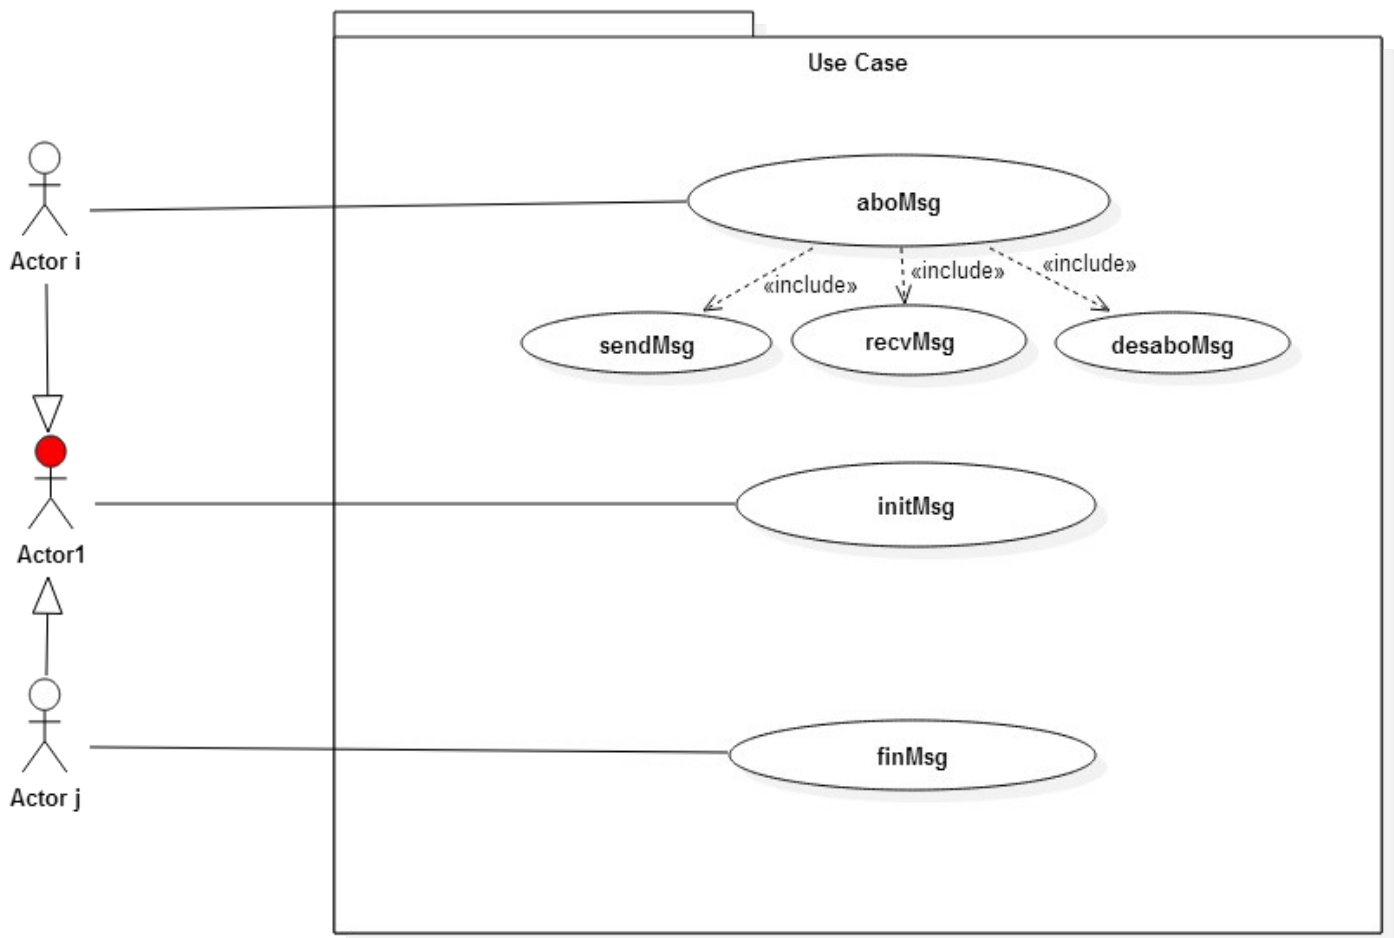 Use Case
aboMsg
Actor i
«include»
«include»
«include»
sendMsg
recvMsg
desaboMsg
initMsg
Actor1
finMsg
Actor j